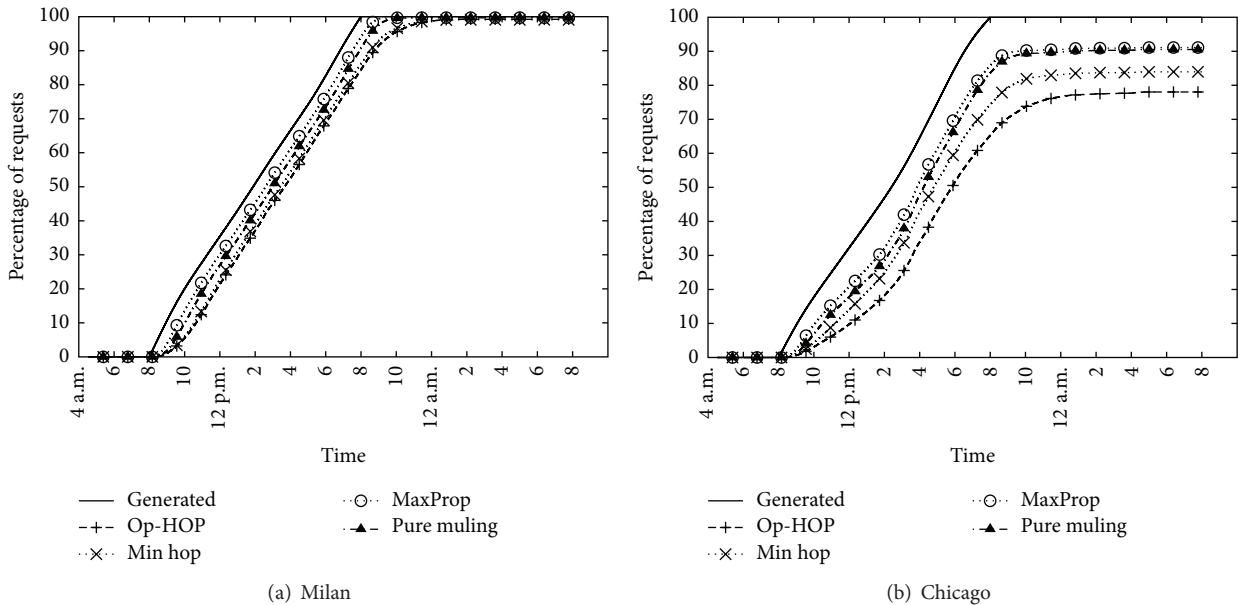 100
90
80
70
60
50
40
30
20
10
0
Percentage of requests
4 a.m.
6
8
10
12 p.m.
2
4
6
8
10
12 a.m.
2
4
6
8
Time
Generated
Op-HOP
Min hop
MaxProp
Pure muling
(a) Milan
100
90
80
70
60
50
40
30
20
10
0
Percentage of requests
4 a.m.
6
8
10
12 p.m.
2
4
6
8
10
12 a.m.
2
4
6
8
Time
Generated
Op-HOP
Min hop
MaxProp
Pure muling
(b) Chicago